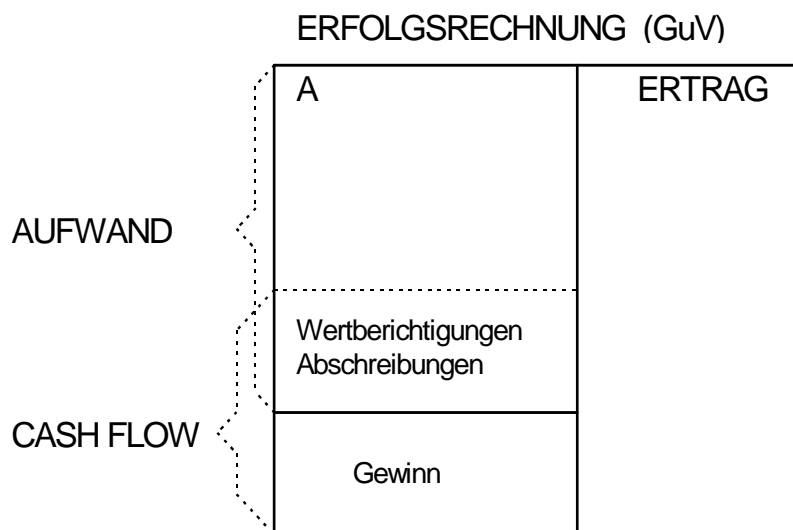 ERFOLGSRECHNUNG (GuV)
A
ERTRAG
AUFWAND
Wertberichtigungen
Abschreibungen
CASH FLOW
Gewinn